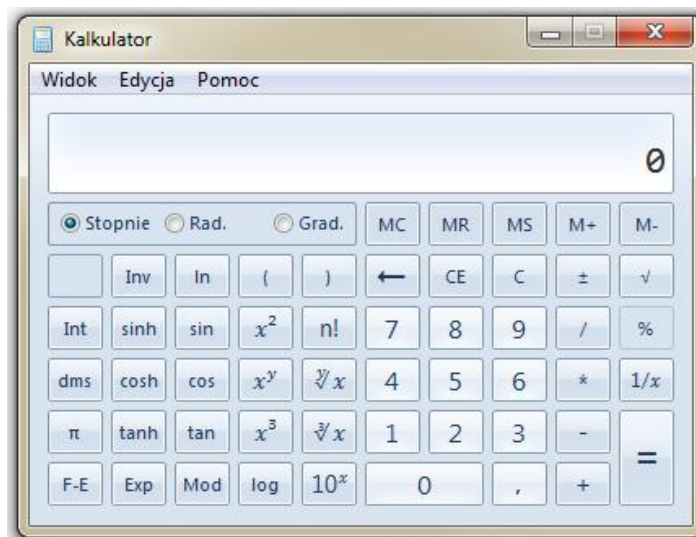 Kalkulator
Widok Edycja Pomoc
0
Stopnie Rad. Grad. MC MR MS M+ M-
Inv ln ( ) ← CE C ± √
Int sinh sin x² n! 7 8 9 / %
dms cosh cos xʸ ʸ√x 4 5 6 * 1/x
π tanh tan x³ ³√x 1 2 3 - =
F-E Exp Mod log 10ˣ 0 , +